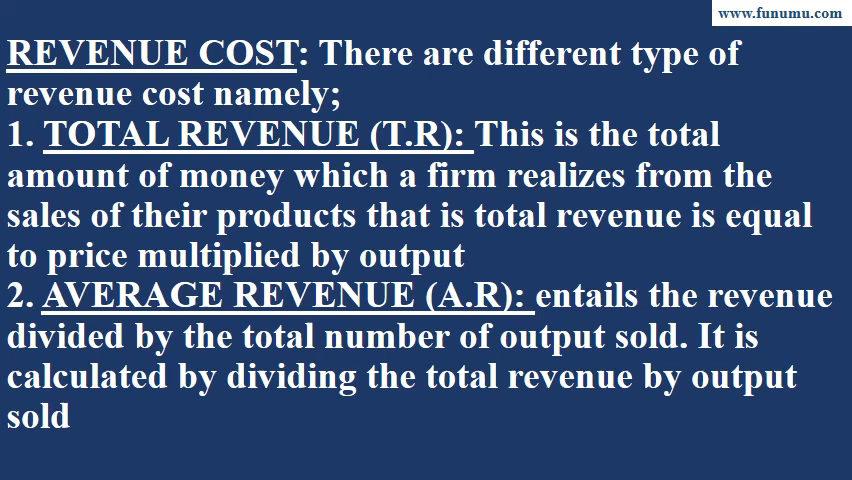 www.funumu.com
REVENUE COST: There are different type of
revenue cost namely;
1. TOTAL REVENUE (T.R): This is the total
amount of money which a firm realizes from the
sales of their products that is total revenue is equal
to price multiplied by output
2. AVERAGE REVENUE (A.R): entails the revenue
divided by the total number of output sold. It is
calculated by dividing the total revenue by output
sold